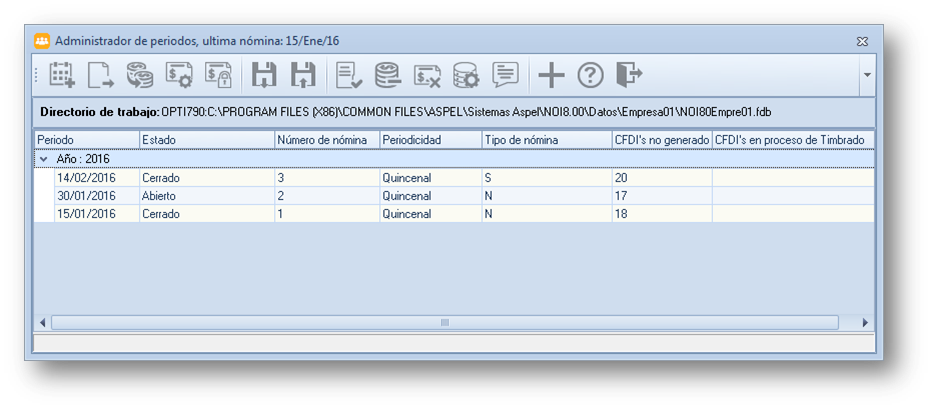 Administrador de periodos, ultima nómina: 15/Ene/16
Directorio de trabajo:OPTI790:C:\PROGRAM FILES (X86)\COMMON FILES\ASPEL\Sistemas Aspel\NOI8.00\Datos\Empresa01\NOI80Empre01.fdb
Periodo Estado Número de nómina Periodicidad Tipo de nómina CFDI's no generado CFDI's en proceso de Timbrado
Año : 2016
14/02/2016 Cerrado 3 Quincenal S 20
30/01/2016 Abierto 2 Quincenal N 17
15/01/2016 Cerrado 1 Quincenal N 18